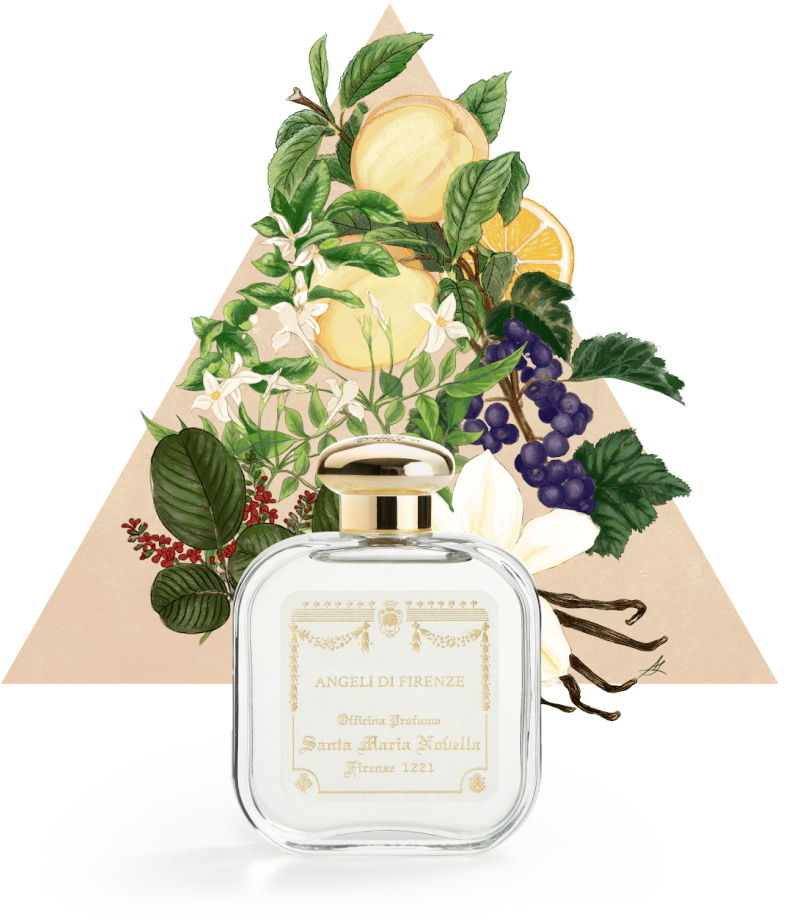 ANGELI DI FIRENZE
Officina Profumo
Santa Maria Novella
Firenze 1221